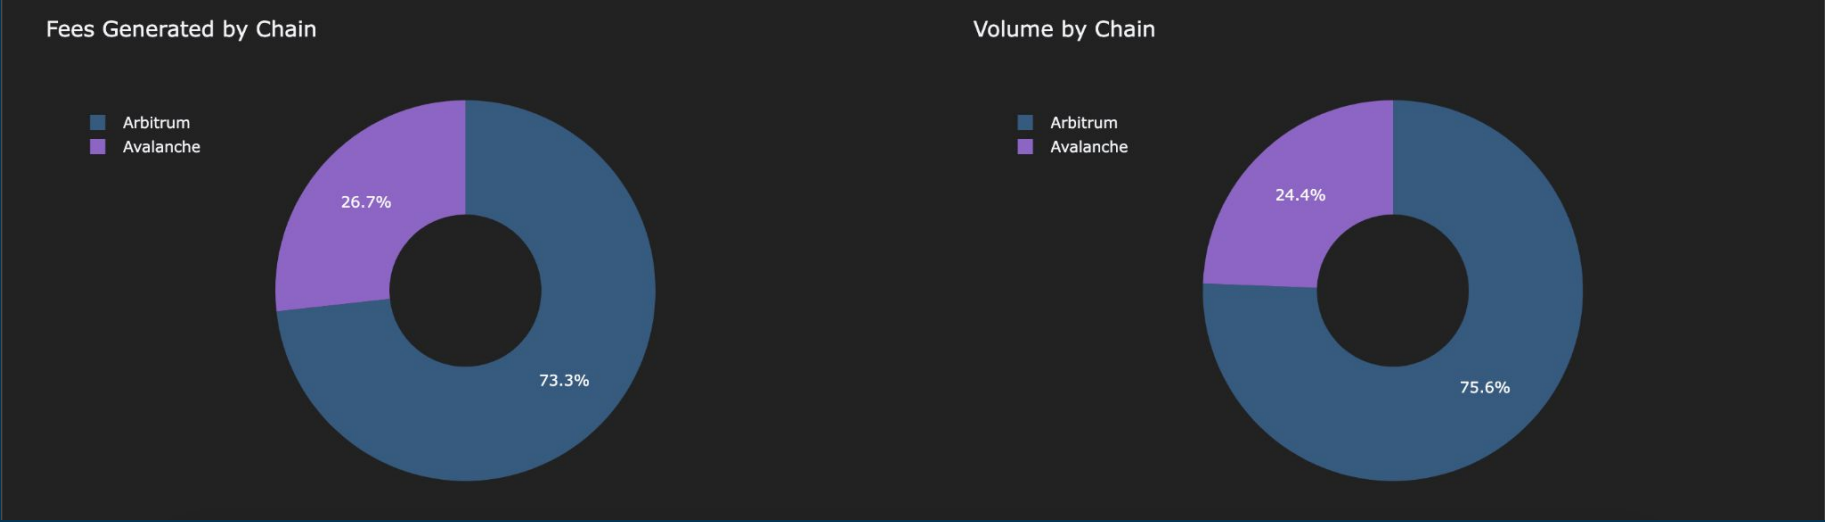 Fees Generated by Chain
Arbitrum
Avalanche
26.7%
73.3%
Volume by Chain
Arbitrum
Avalanche
24.4%
75.6%